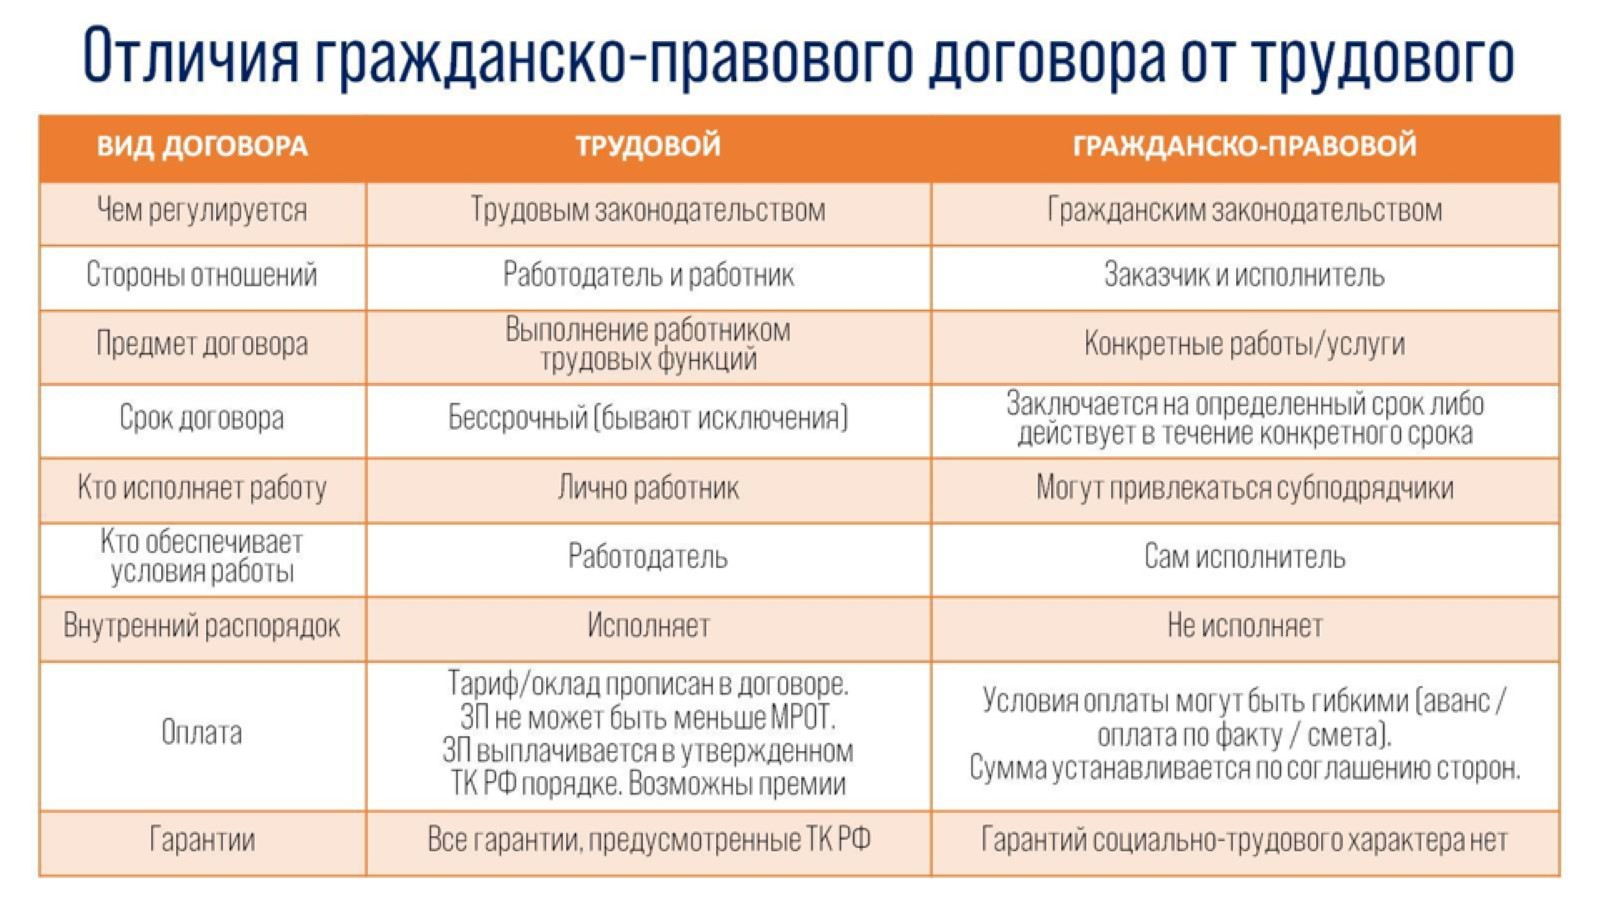 Отличия гражданско-правового договора от трудового
ВИД ДОГОВОРА
ТРУДОВОЙ
ГРАЖДАНСКО-ПРАВОВОЙ
Чем регулируется
Трудовым законодательством
Гражданским законодательством
Стороны отношений
Работодатель и работник
Заказчик и исполнитель
Предмет договора
Выполнение работником
трудовых функций
Конкретные работы/услуги
Срок договора
Бессрочный (бывают исключения)
Заключается на определенный срок либо
действует в течение конкретного срока
Кто исполняет работу
Лично работник
Могут привлекаться субподрядчики
Кто обеспечивает
условия работы
Работодатель
Сам исполнитель
Внутренний распорядок
Исполняет
Не исполняет
Оплата
Тариф/оклад прописан в договоре.
ЗП не может быть меньше МРОТ.
ЗП выплачивается в утвержденном
ТК РФ порядке. Возможны премии
Условия оплаты могут быть гибкими (аванс /
оплата по факту / смета).
Сумма устанавливается по соглашению сторон.
Гарантии
Все гарантии, предусмотренные ТК РФ
Гарантий социально-трудового характера нет